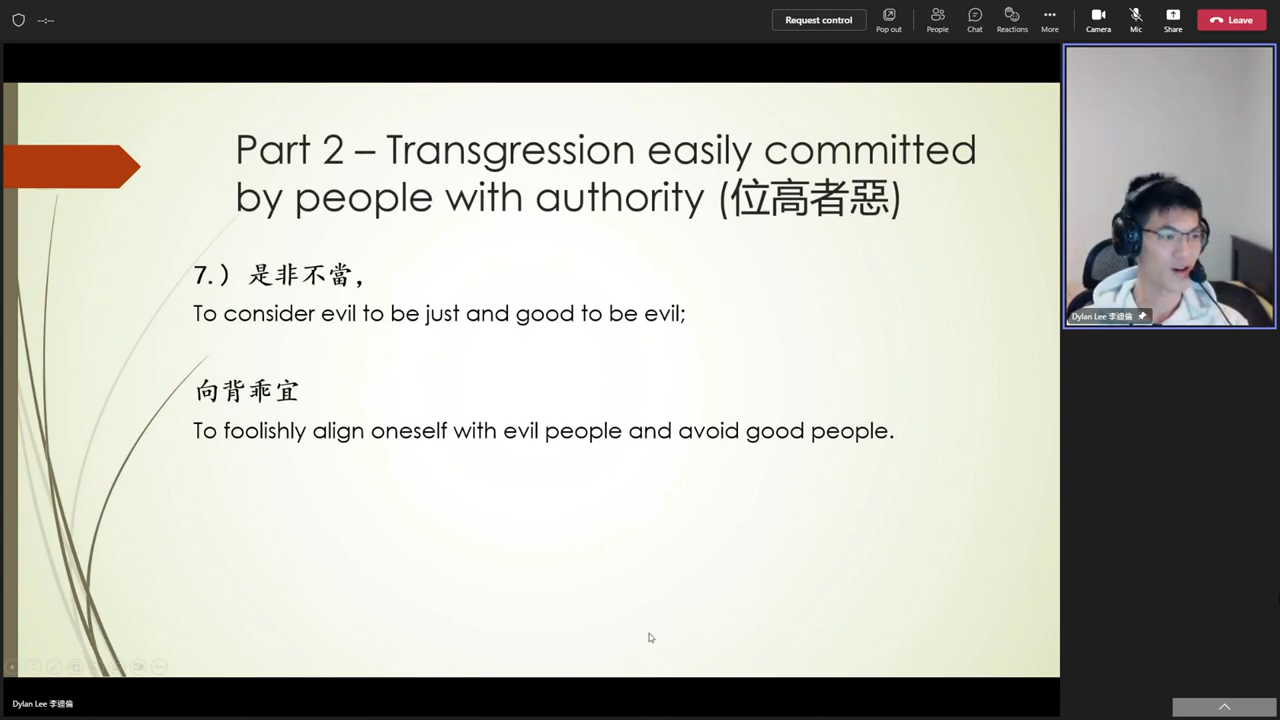 --:--
Request control
Pop out
People
Chat
Reactions
More
Camera
Mic
Share
Leave
Part 2 – Transgression easily committed
by people with authority (位高者惡)
7.） 是非不當，
To consider evil to be just and good to be evil;
向背乖宜
To foolishly align oneself with evil people and avoid good people.
Dylan Lee 李迪倫
Dylan Lee 李迪倫